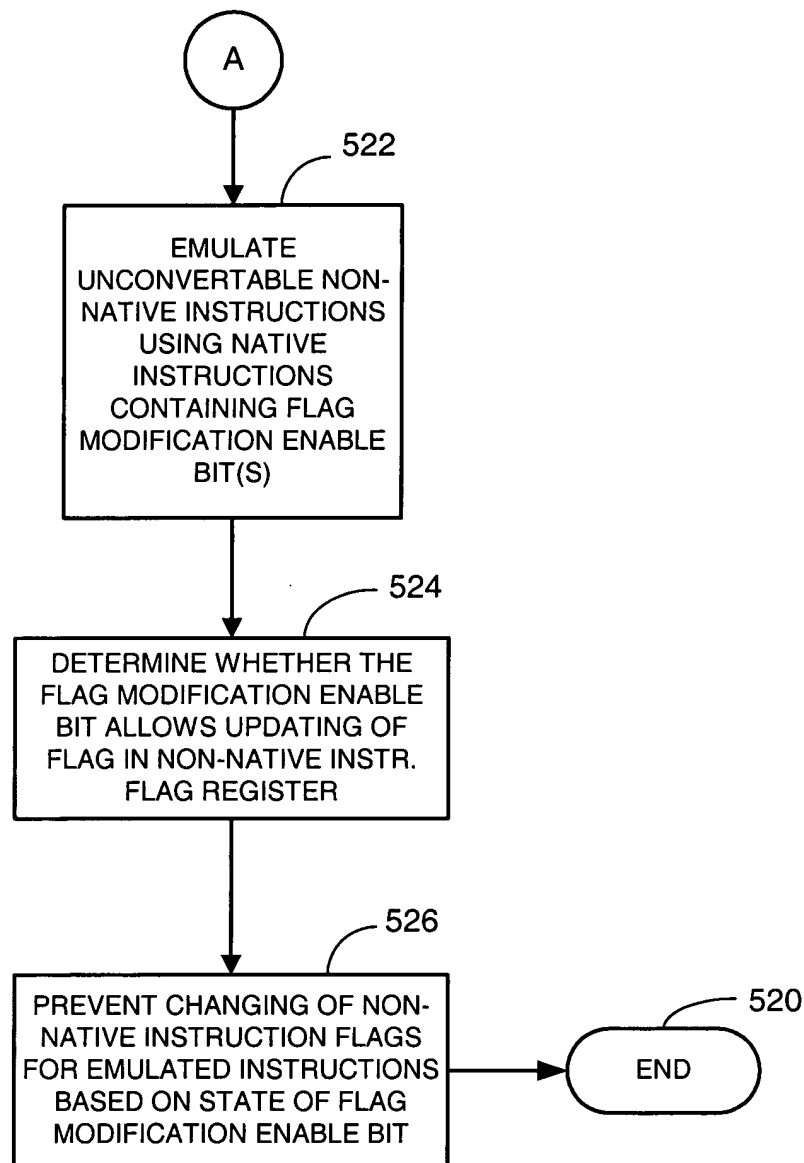 A
522
EMULATE
UNCONVERTABLE NON-
NATIVE INSTRUCTIONS
USING NATIVE
INSTRUCTIONS
CONTAINING FLAG
MODIFICATION ENABLE
BIT(S)
524
DETERMINE WHETHER THE
FLAG MODIFICATION ENABLE
BIT ALLOWS UPDATING OF
FLAG IN NON-NATIVE INSTR.
FLAG REGISTER
526
PREVENT CHANGING OF NON-
NATIVE INSTRUCTION FLAGS
FOR EMULATED INSTRUCTIONS
BASED ON STATE OF FLAG
MODIFICATION ENABLE BIT
520
END